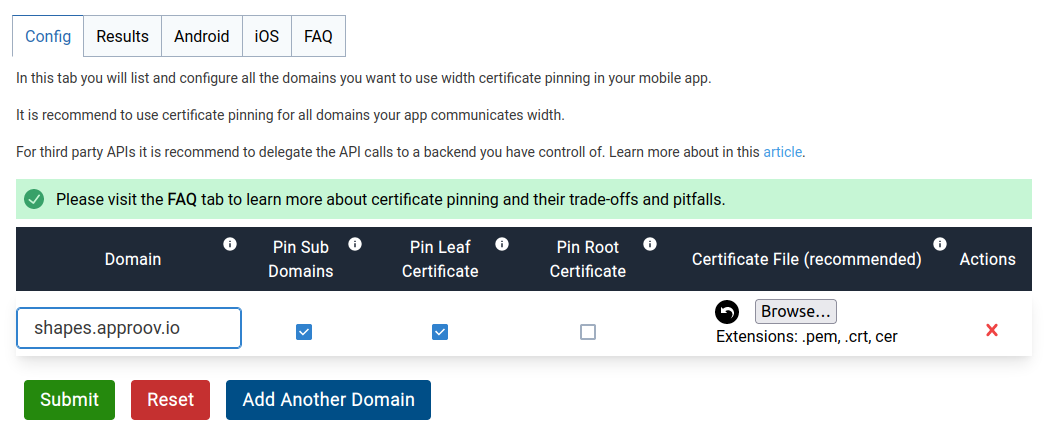 Config Results Android iOS FAQ
In this tab you will list and configure all the domains you want to use width certificate pinning in your mobile app.
It is recommend to use certificate pinning for all domains your app communicates width.
For third party APIs it is recommend to delegate the API calls to a backend you have controll of. Learn more about in this article.
Please visit the FAQ tab to learn more about certificate pinning and their trade-offs and pitfalls.
Domain
Pin Sub
Domains
Pin Leaf
Certificate
Pin Root
Certificate
Certificate File (recommended)
Actions
shapes.approov.io
Browse...
Extensions: .pem, .crt, cer
Submit Reset Add Another Domain